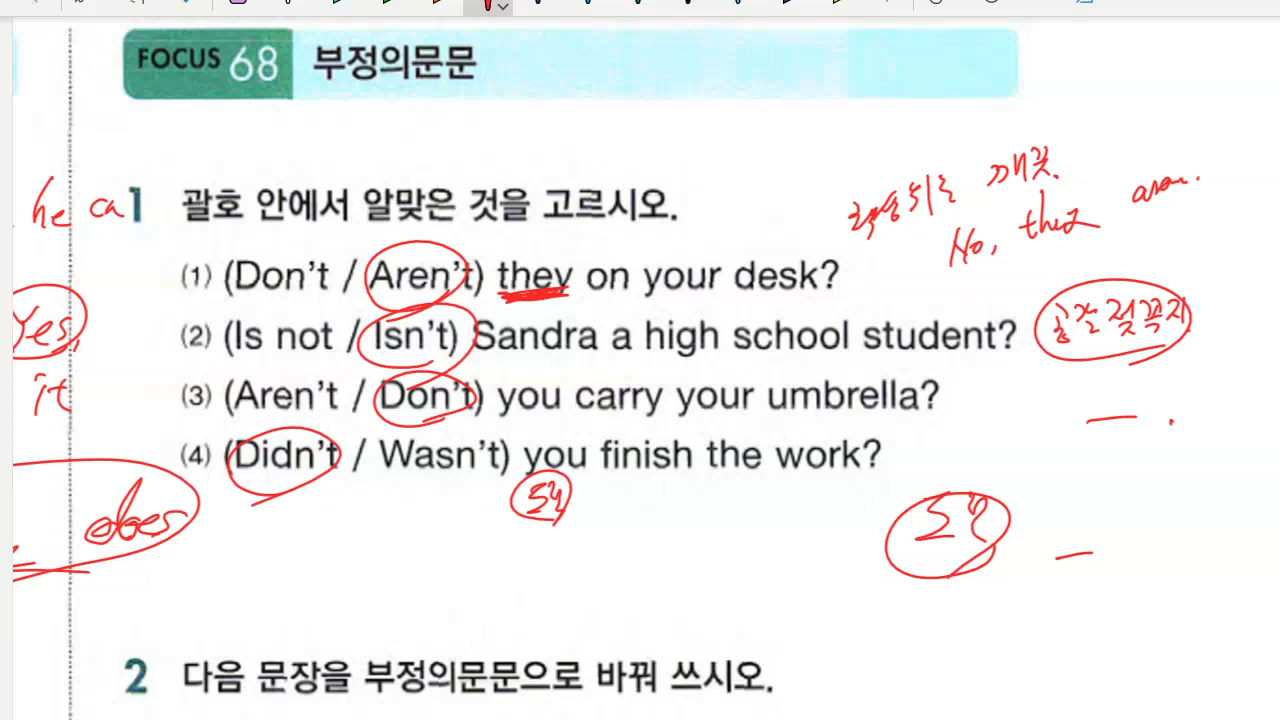 FOCUS 68 부정의문문
he ca
1 괄호 안에서 알맞은 것을 고르시오.
No, they aren.
(1) (Don't / Aren't) they on your desk?
Yes,
(2) (Is not / Isn't) Sandra a high school student?
it
(3) (Aren't / Don't) you carry your umbrella?
(4) (Didn't / Wasn't) you finish the work?
does
2 다음 문장을 부정의문문으로 바꿔 쓰시오.